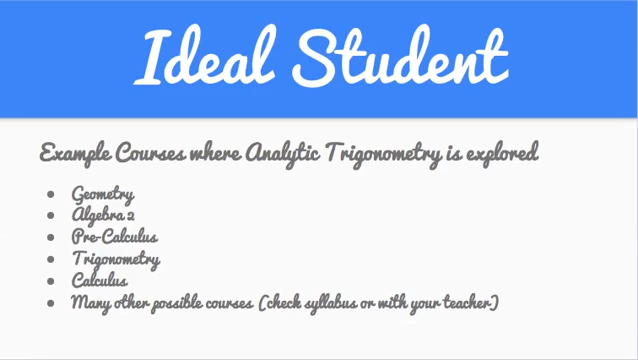 Ideal Student
Example Courses where Analytic Trigonometry is explored
• Geometry
• Algebra 2
• Pre-Calculus
• Trigonometry
• Calculus
• Many other possible courses (check syllabus or with your teacher)